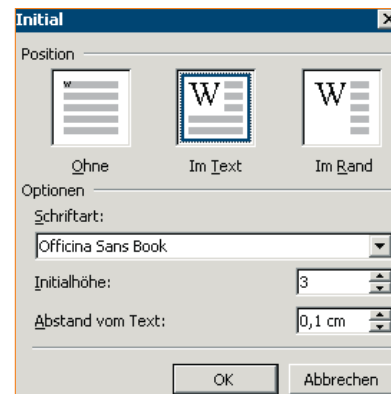 Initial
Position
W W W
Ohne Im Text Im Rand
Optionen
Schriftart:
Officina Sans Book
Initialhöhe: 3
Abstand vom Text: 0,1 cm
OK Abbrechen